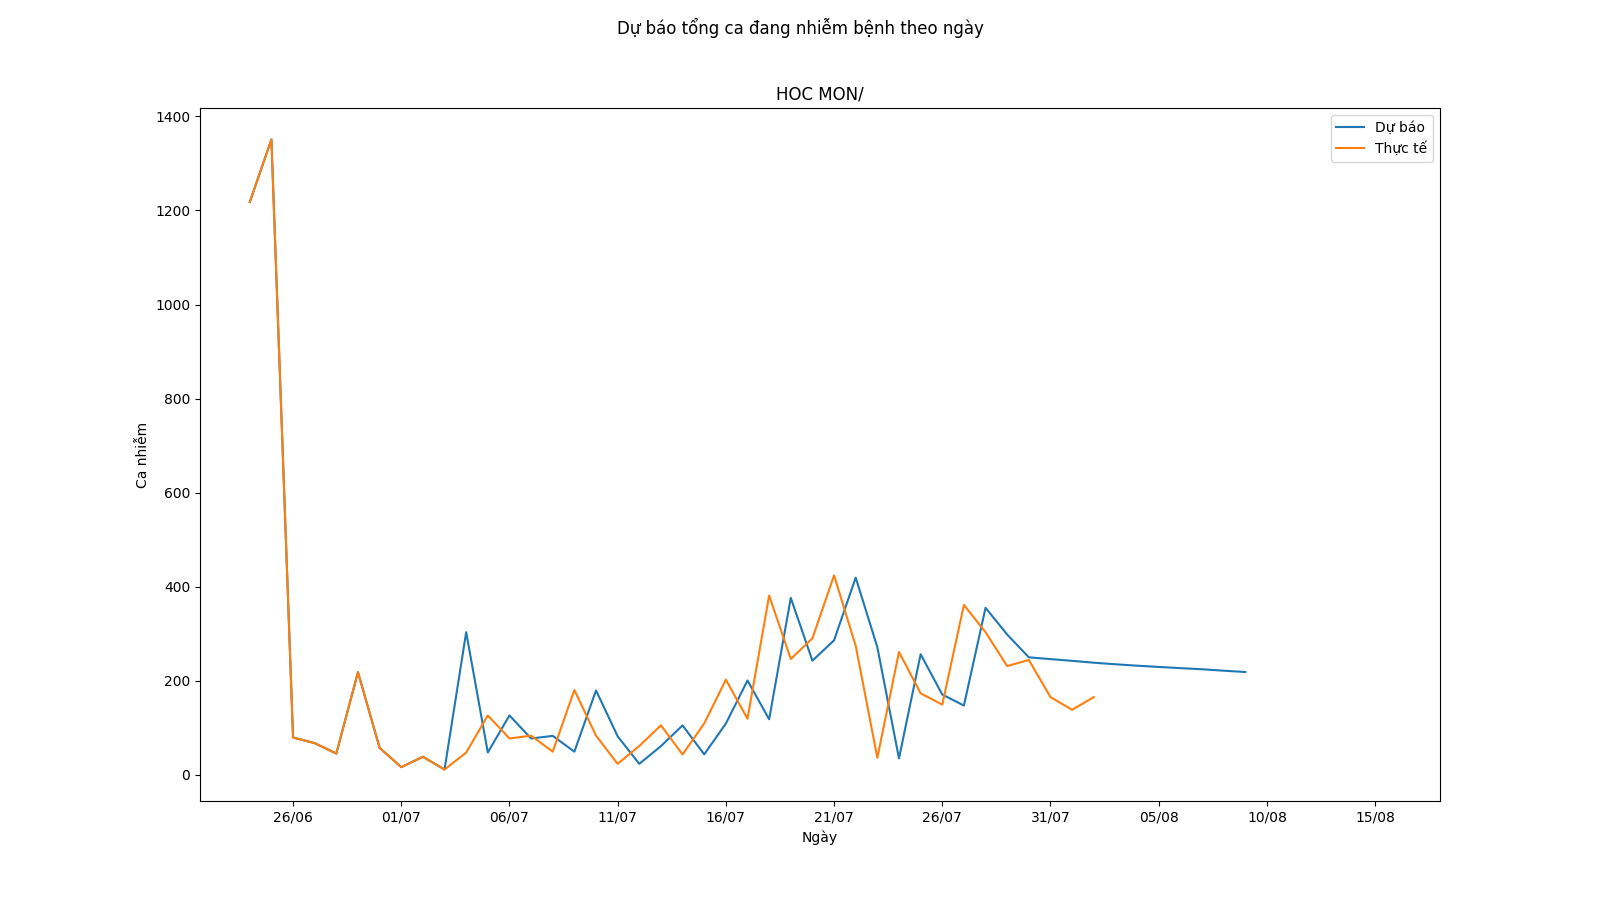 Dự báo tổng ca đang nhiễm bệnh theo ngày
HOC MON/
Dự báo
Thực tế
Ca nhiễm
1400
1200
1000
800
600
400
200
0
26/06 01/07 06/07 11/07 16/07 21/07 26/07 31/07 05/08 10/08 15/08
Ngày